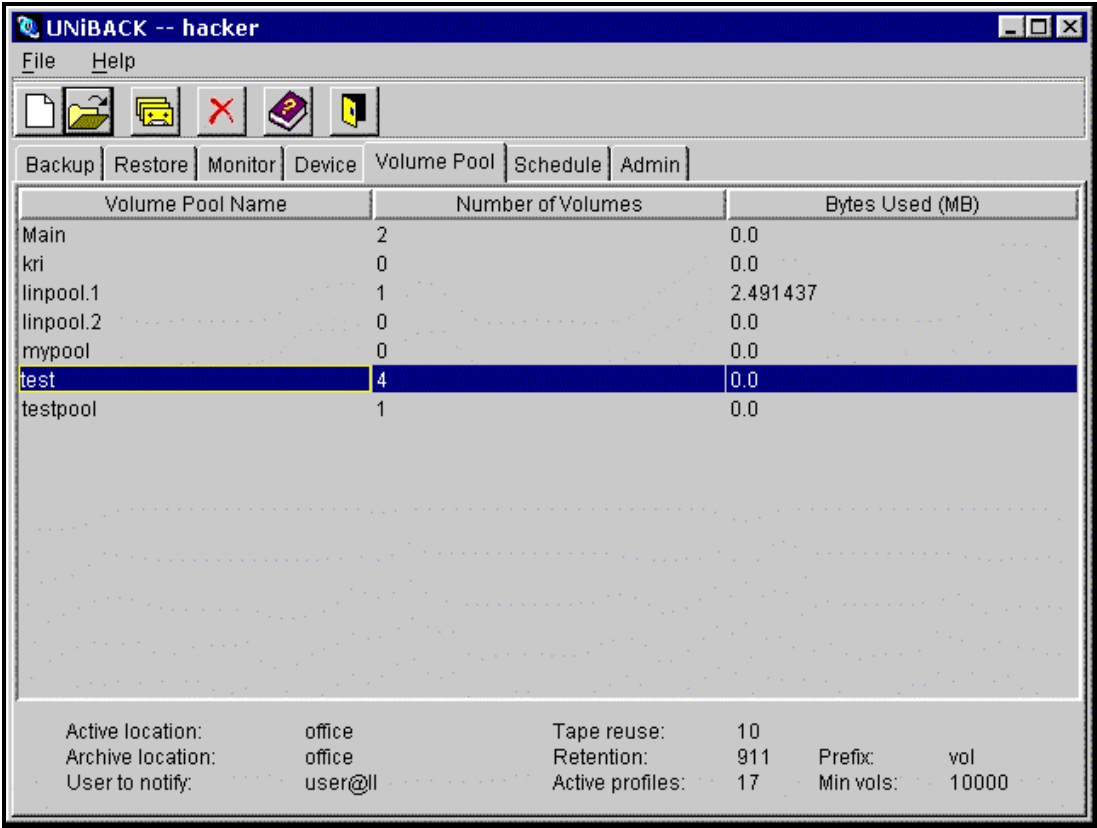 UNiBACK -- hacker
File Help
Backup Restore Monitor Device Volume Pool Schedule Admin
Volume Pool Name Number of Volumes Bytes Used (MB)
Main 2 0.0
kri 0 0.0
linpool.1 1 2.491437
linpool.2 0 0.0
mypool 0 0.0
test 4 0.0
testpool 1 0.0
Active location: office Tape reuse: 10
Archive location: office Retention: 911 Prefix: vol
User to notify: user@ll Active profiles: 17 Min vols: 10000